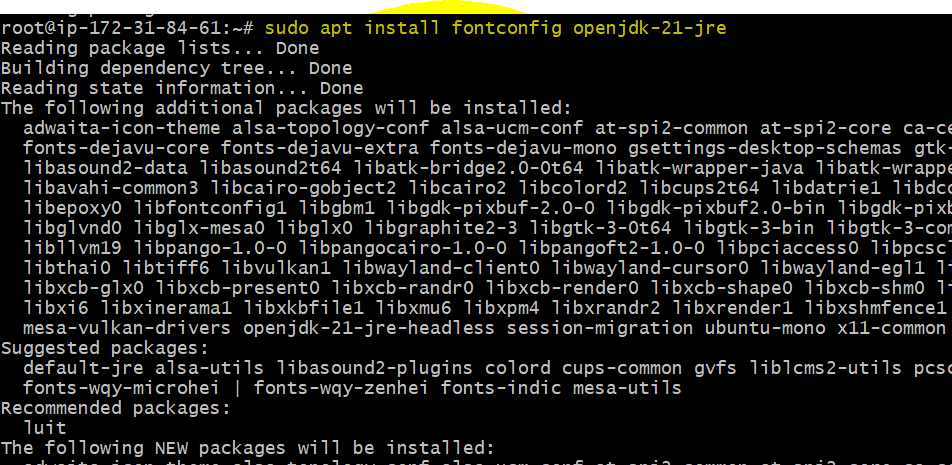 root@ip-172-31-84-61:~# sudo apt install fontconfig openjdk-21-jre
Reading package lists... Done
Building dependency tree... Done
Reading state information... Done
The following additional packages will be installed:
adwaita-icon-theme alsa-topology-conf alsa-ucm-conf at-spi2-common at-spi2-core ca-ce
fonts-dejavu-core fonts-dejavu-extra fonts-dejavu-mono gsettings-desktop-schemas gtk-
libasound2-data libasound2t64 libatk-bridge2.0-0t64 libatk-wrapper-java libatk-wrappe
libavahi-common3 libcairo-gobject2 libcairo2 libcolord2 libcups2t64 libdatrie1 libdco
libepoxy0 libfontconfig1 libgbm1 libgdk-pixbuf-2.0-0 libgdk-pixbuf2.0-bin libgdk-pixb
libglvnd0 libglx-mesa0 libglx0 libgraphite2-3 libgtk-3-0t64 libgtk-3-bin libgtk-3-com
libllvm19 libpango-1.0-0 libpangocairo-1.0-0 libpangoft2-1.0-0 libpciaccess0 libpcscl
libthai0 libtiff6 libvulkan1 libwayland-client0 libwayland-cursor0 libwayland-egl1 li
libxcb-glx0 libxcb-present0 libxcb-randr0 libxcb-render0 libxcb-shape0 libxcb-shm0 li
libxi6 libxinerama1 libxkbfile1 libxmu6 libxpm4 libxrandr2 libxrender1 libxshmfence1
mesa-vulkan-drivers openjdk-21-jre-headless session-migration ubuntu-mono x11-common
Suggested packages:
default-jre alsa-utils libasound2-plugins colord cups-common gvfs liblcms2-utils pcsc
fonts-wqy-microhei | fonts-wqy-zenhei fonts-indic mesa-utils
Recommended packages:
luit
The following NEW packages will be installed: